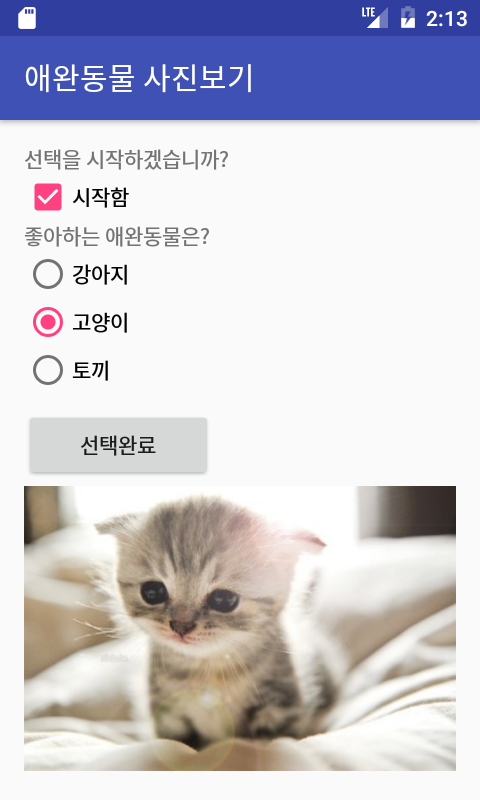 LTE 2:13
애완동물 사진보기
선택을 시작하겠습니까?
시작함
좋아하는 애완동물은?
강아지
고양이
토끼
선택완료